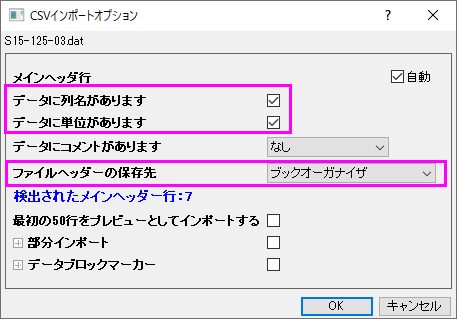 CSVインポートオプション
S15-125-03.dat
メインヘッダ行 自動
データに列名があります
データに単位があります
データにコメントがあります なし
ファイルヘッダーの保存先 ブックオーガナイザ
検出されたメインヘッダー行:7
最初の50行をプレビューとしてインポートする
部分インポート
データブロックマーカー
OK キャンセル